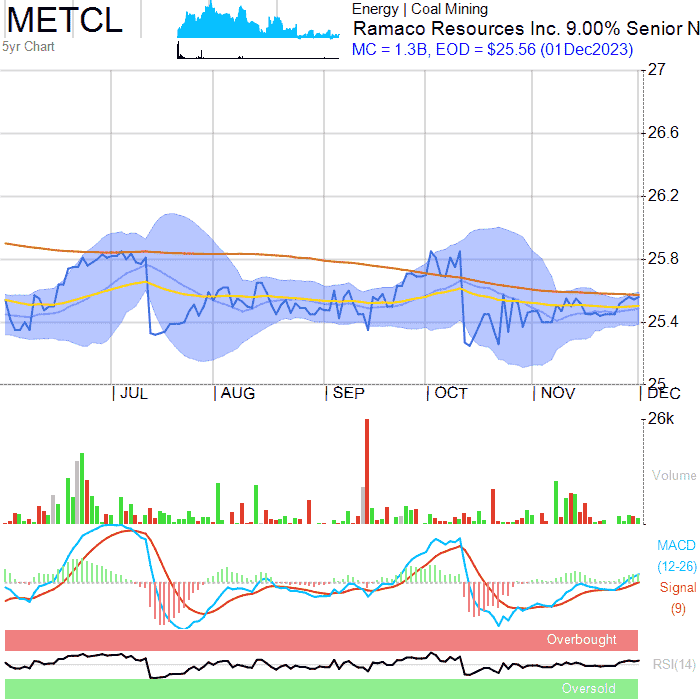 METCL
5yr Chart
Energy | Coal Mining
Ramaco Resources Inc. 9.00% Senior N
MC = 1.3B, EOD = $25.56 (01Dec2023)
27
26.6
26.2
25.8
25.4
25
JUL AUG SEP OCT NOV DEC
26k
Volume
MACD
(12-26)
Signal
(9)
Overbought
RSI(14)
Oversold